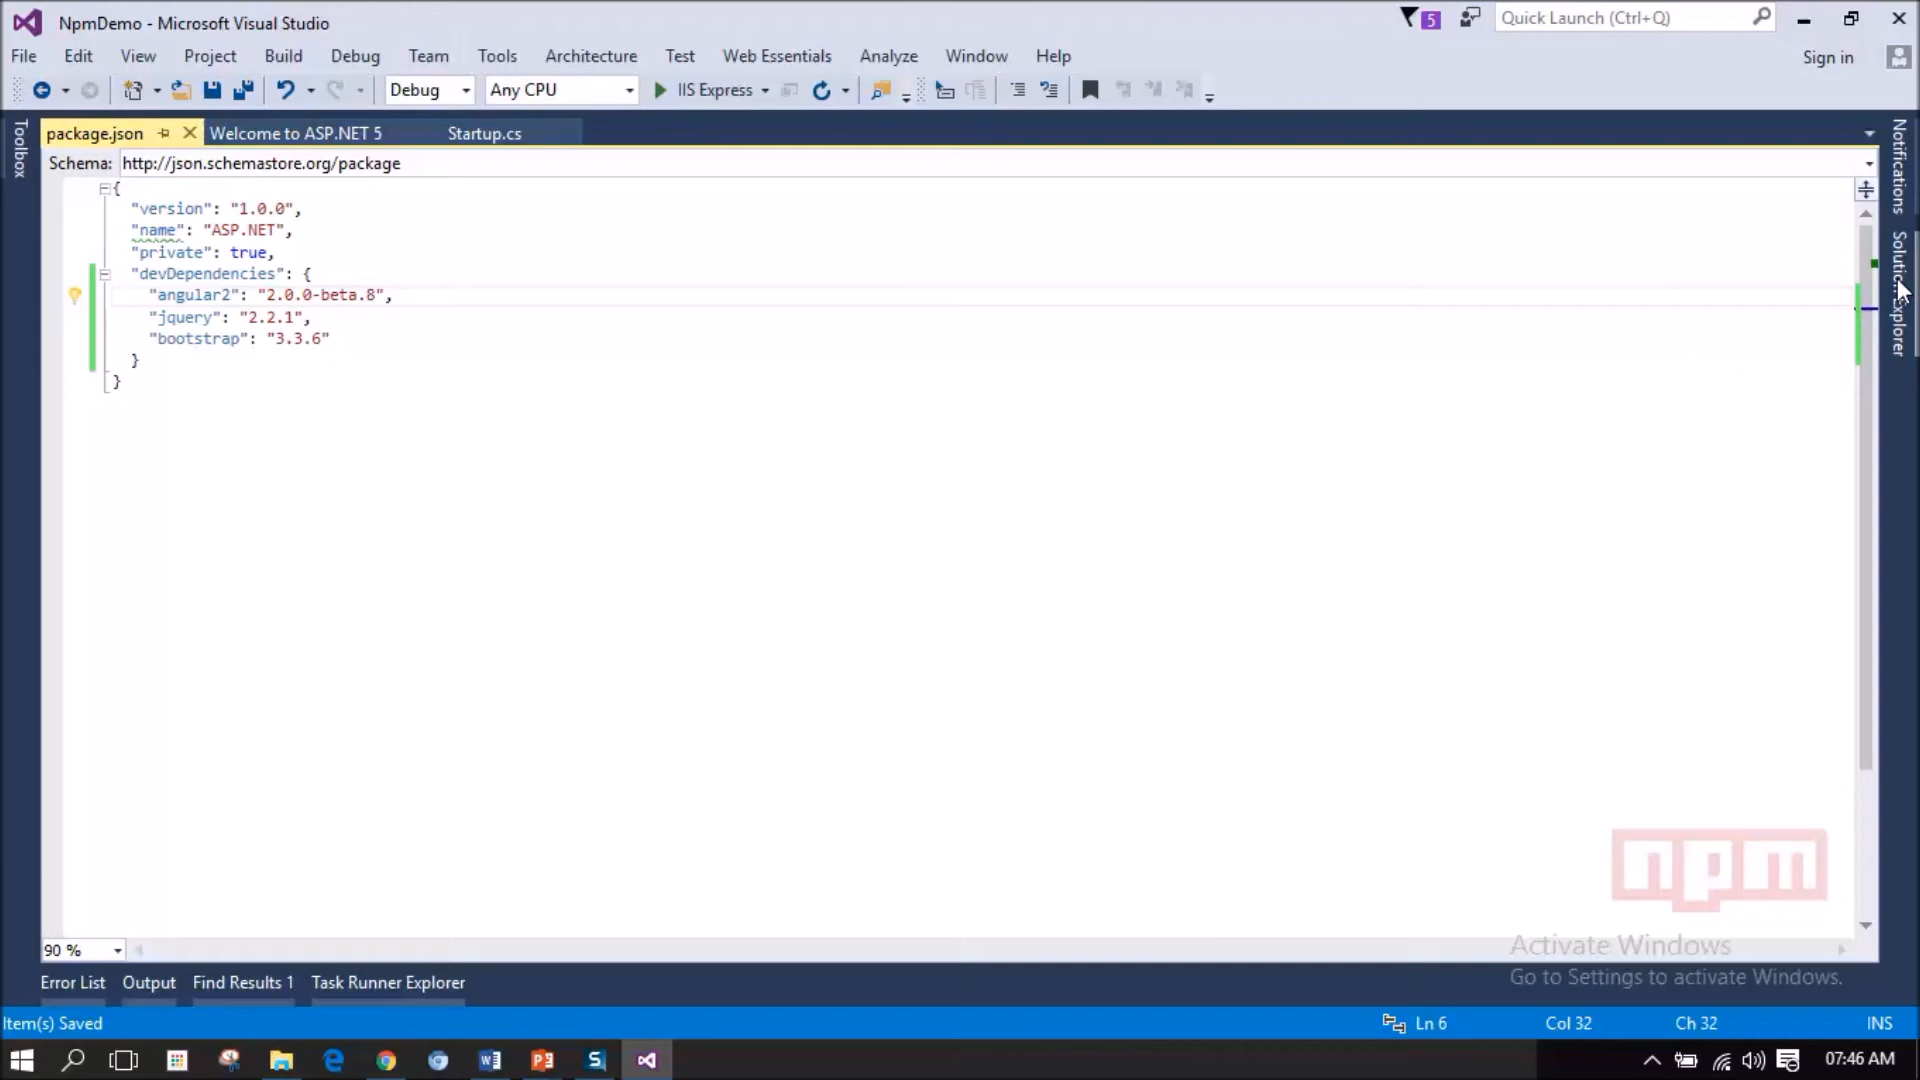 NpmDemo - Microsoft Visual Studio
5
Quick Launch (Ctrl+Q)
File Edit View Project Build Debug Team Tools Architecture Test Web Essentials Analyze Window Help
Sign in
Debug Any CPU IIS Express
Toolbox
package.json Welcome to ASP.NET 5 Startup.cs
Notifications
Solution Explorer
Schema: http://json.schemastore.org/package
{
"version": "1.0.0",
"name": "ASP.NET",
"private": true,
"devDependencies": {
"angular2": "2.0.0-beta.8",
"jquery": "2.2.1",
"bootstrap": "3.3.6"
}
}
npm
90 %
Activate Windows
Go to Settings to activate Windows.
Error List Output Find Results 1 Task Runner Explorer
Item(s) Saved Ln 6 Col 32 Ch 32 INS
07:46 AM